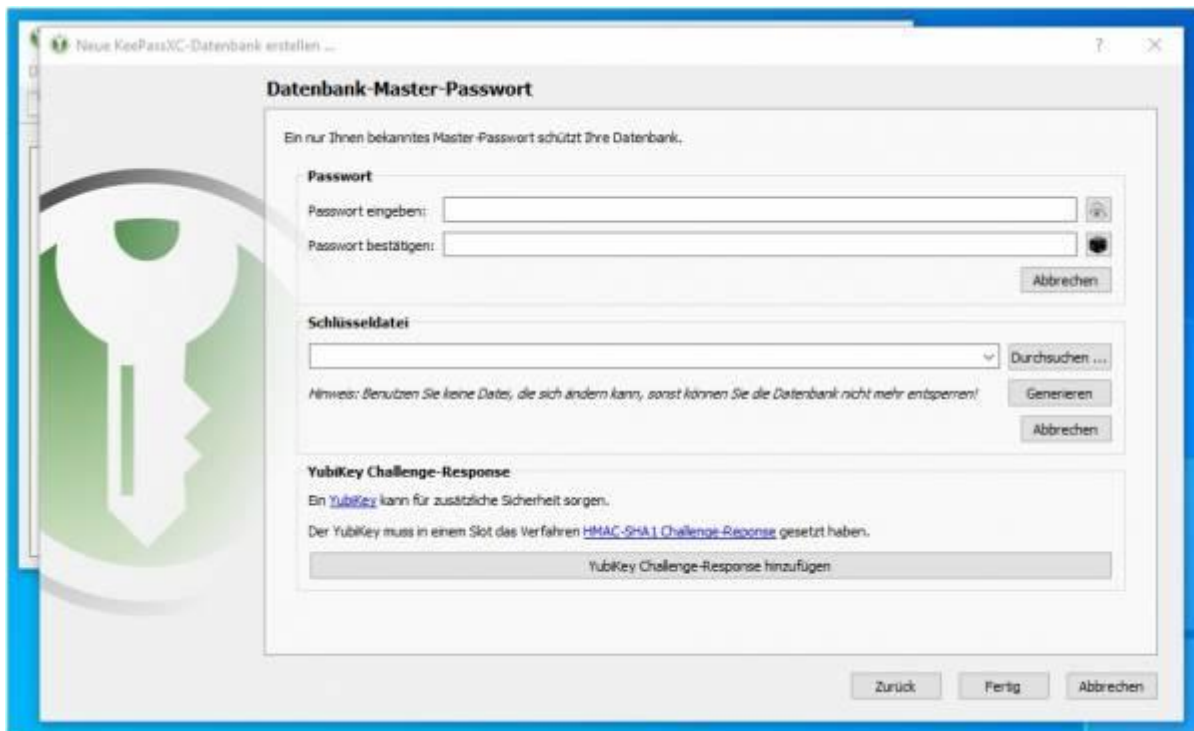 Neue KeePassXC-Datenbank erstellen ...
Datenbank-Master-Passwort
Ein nur Ihnen bekanntes Master-Passwort schützt Ihre Datenbank.
Passwort
Passwort eingeben:
Passwort bestätigen:
Abbrechen
Schlüsseldatei
Durchsuchen ...
Hinweis: Benutzen Sie keine Datei, die sich ändern kann, sonst können Sie die Datenbank nicht mehr entsperren!
Generieren
Abbrechen
YubiKey Challenge-Response
Ein YubiKey kann für zusätzliche Sicherheit sorgen.
Der YubiKey muss in einem Slot das Verfahren HMAC-SHA1 Challenge-Reponse gesetzt haben.
YubiKey Challenge-Response hinzufügen
Zurück Fertig Abbrechen